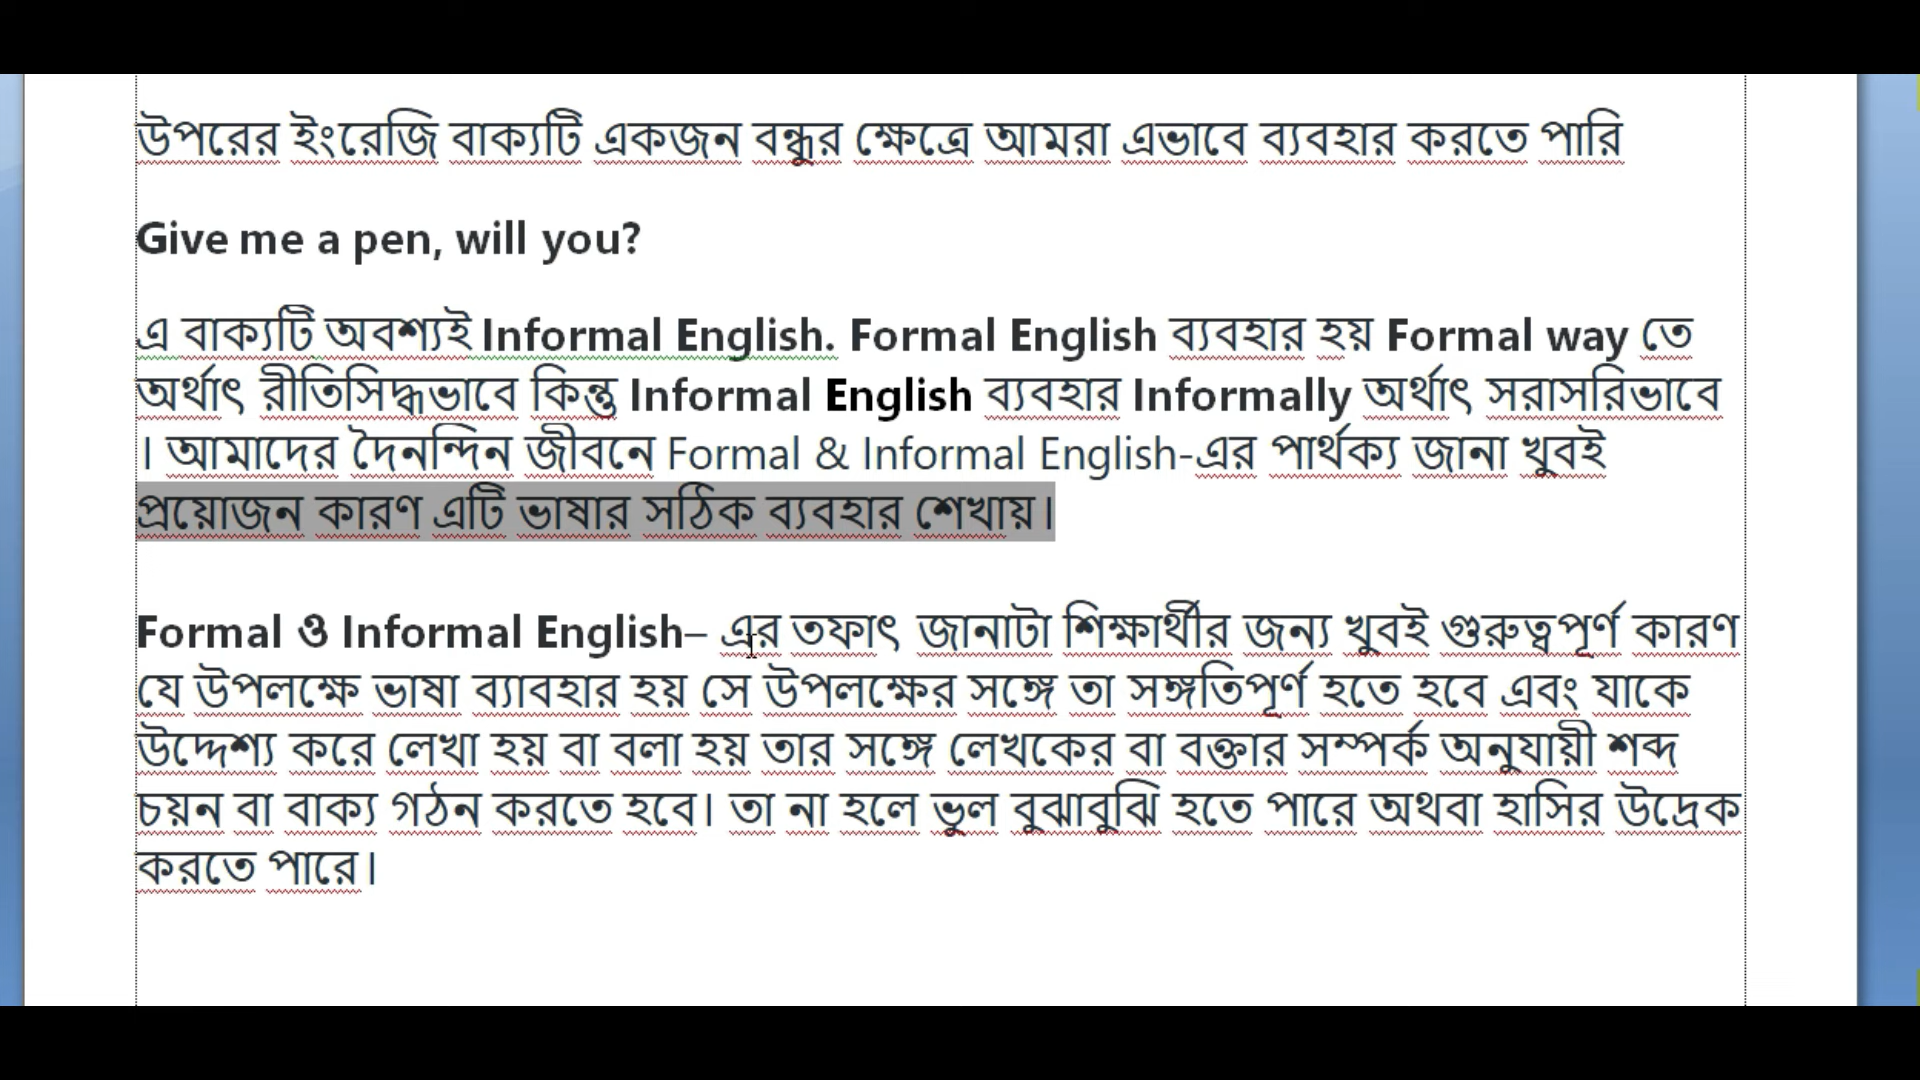 উপরের ইংরেজি বাক্যটি একজন বন্ধুর ক্ষেত্রে আমরা এভাবে ব্যবহার করতে পারি
Give me a pen, will you?
এ বাক্যটি অবশ্যই Informal English. Formal English ব্যবহার হয় Formal way তে
অর্থাৎ রীতিসিদ্ধভাবে কিন্তু Informal English ব্যবহার Informally অর্থাৎ সরাসরিভাবে
। আমাদের দৈনন্দিন জীবনে Formal & Informal English-এর পার্থক্য জানা খুবই
প্রয়োজন কারণ এটি ভাষার সঠিক ব্যবহার শেখায়।
Formal ও Informal English– এর তফাৎ জানাটা শিক্ষার্থীর জন্য খুবই গুরুত্বপূর্ণ কারণ
যে উপলক্ষে ভাষা ব্যাবহার হয় সে উপলক্ষের সঙ্গে তা সঙ্গতিপূর্ণ হতে হবে এবং যাকে
উদ্দেশ্য করে লেখা হয় বা বলা হয় তার সঙ্গে লেখকের বা বক্তার সম্পর্ক অনুযায়ী শব্দ
চয়ন বা বাক্য গঠন করতে হবে। তা না হলে ভুল বুঝাবুঝি হতে পারে অথবা হাসির উদ্রেক
করতে পারে।